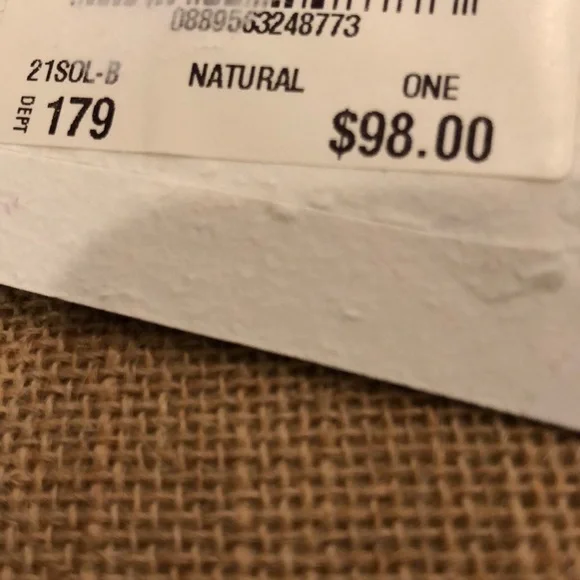 0889563248773
21SOL-B NATURAL ONE
DEPT 179 $98.00